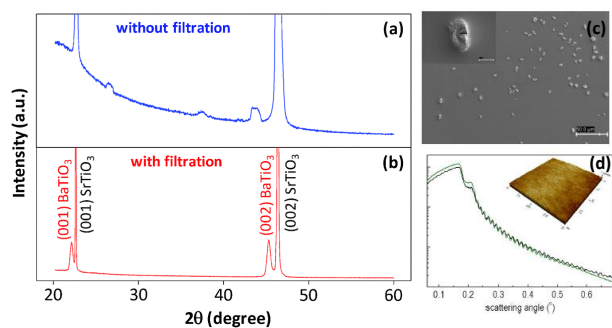 without filtration
(a)
Intensity (a.u.)
with filtration
(b)
(001) BaTiO3
(001) SrTiO3
(002) BaTiO3
(002) SrTiO3
20 30 40 50 60
2θ (degree)
(c)
(d)
0.1 0.2 0.3 0.4 0.5 0.6
scattering angle (°)